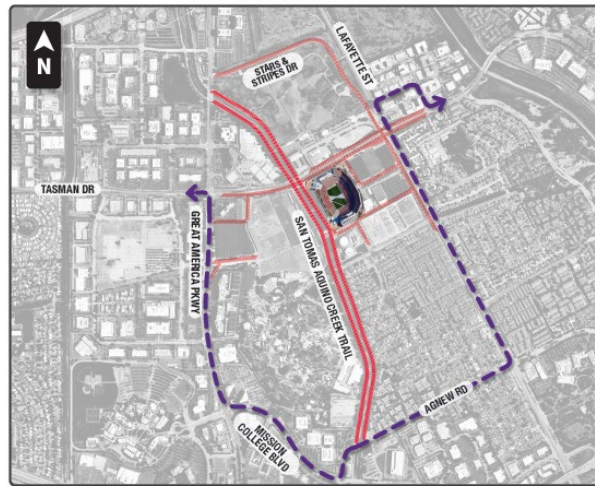 N
STARS &
STRIPES DR
LAFAYETTE ST
TASMAN DR
GREAT AMERICA PKWY
SAN TOMAS AQUINO CREEK TRAIL
AGNEW RD
MISSION
COLLEGE BLVD